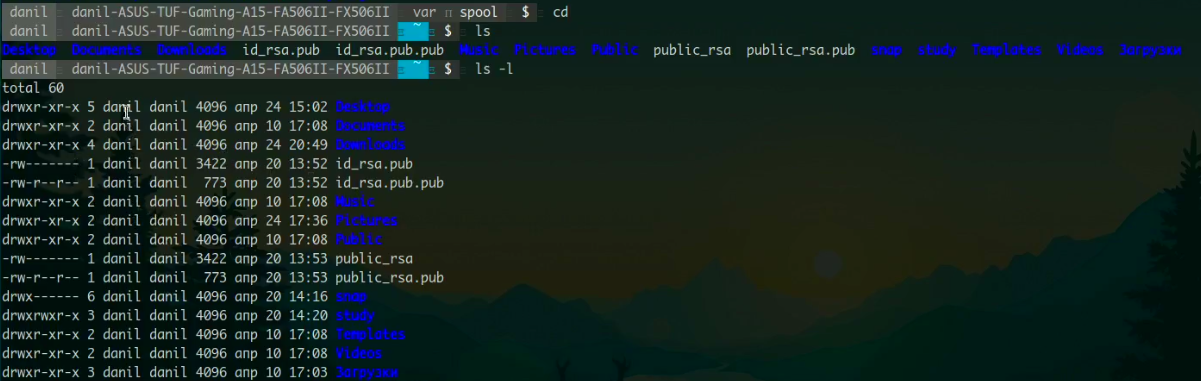 danil danil-ASUS-TUF-Gaming-A15-FA506II-FX506II var spool $ cd
danil danil-ASUS-TUF-Gaming-A15-FA506II-FX506II ~ $ ls
Desktop Documents Downloads id_rsa.pub id_rsa.pub.pub Music Pictures Public public_rsa public_rsa.pub snap study Templates Videos Загрузки
danil danil-ASUS-TUF-Gaming-A15-FA506II-FX506II ~ $ ls -l
total 60
drwxr-xr-x 5 danil danil 4096 апр 24 15:02 Desktop
drwxr-xr-x 2 danil danil 4096 апр 10 17:08 Documents
drwxr-xr-x 4 danil danil 4096 апр 24 20:49 Downloads
-rw------- 1 danil danil 3422 апр 20 13:52 id_rsa.pub
-rw-r--r-- 1 danil danil 773 апр 20 13:52 id_rsa.pub.pub
drwxr-xr-x 2 danil danil 4096 апр 10 17:08 Music
drwxr-xr-x 2 danil danil 4096 апр 24 17:36 Pictures
drwxr-xr-x 2 danil danil 4096 апр 10 17:08 Public
-rw------- 1 danil danil 3422 апр 20 13:53 public_rsa
-rw-r--r-- 1 danil danil 773 апр 20 13:53 public_rsa.pub
drwx------ 6 danil danil 4096 апр 20 14:16 snap
drwxrwxr-x 3 danil danil 4096 апр 20 14:20 study
drwxr-xr-x 2 danil danil 4096 апр 10 17:08 Templates
drwxr-xr-x 2 danil danil 4096 апр 10 17:08 Videos
drwxr-xr-x 3 danil danil 4096 апр 10 17:03 Загрузки